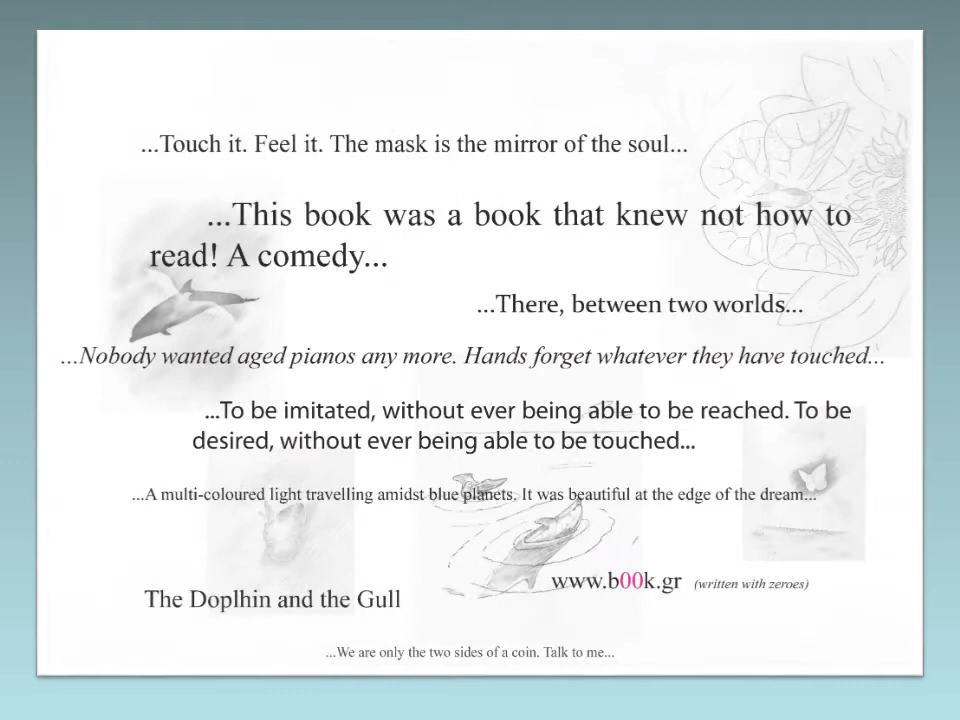 ...Touch it. Feel it. The mask is the mirror of the soul...
...This book was a book that knew not how to
read! A comedy...
...There, between two worlds...
...Nobody wanted aged pianos any more. Hands forget whatever they have touched...
...To be imitated, without ever being able to be reached. To be
desired, without ever being able to be touched...
...A multi-coloured light travelling amidst blue planets. It was beautiful at the edge of the dream...
www.b00k.gr (written with zeroes)
The Doplhin and the Gull
...We are only the two sides of a coin. Talk to me...